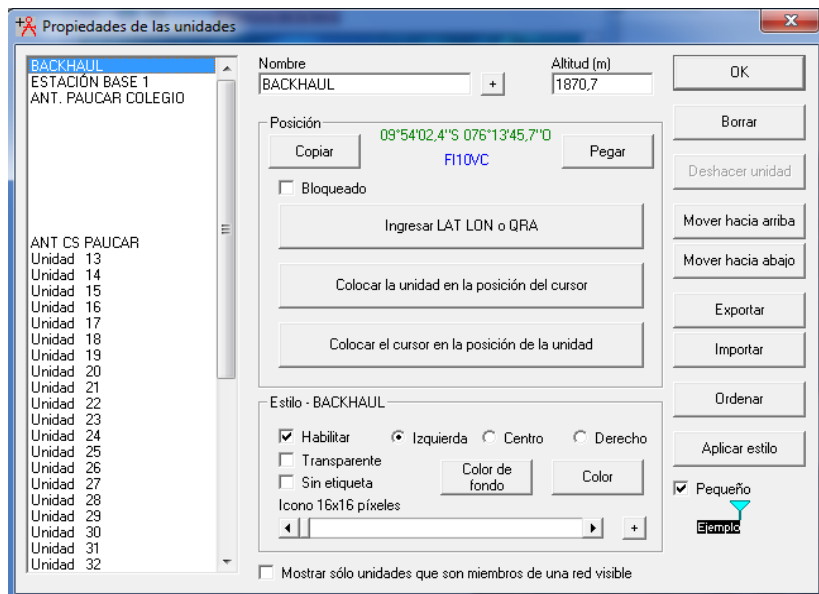 Propiedades de las unidades
BACKHAUL
ESTACIÓN BASE 1
ANT. PAUCAR COLEGIO
ANT CS PAUCAR
Unidad 13
Unidad 14
Unidad 15
Unidad 16
Unidad 17
Unidad 18
Unidad 19
Unidad 20
Unidad 21
Unidad 22
Unidad 23
Unidad 24
Unidad 25
Unidad 26
Unidad 27
Unidad 28
Unidad 29
Unidad 30
Unidad 31
Unidad 32
Nombre
BACKHAUL
+
Altitud (m)
1870,7
Posición
Copiar
09°54'02,4''S 076°13'45,7''O
FI10VC
Pegar
Bloqueado
Ingresar LAT LON o QRA
Colocar la unidad en la posición del cursor
Colocar el cursor en la posición de la unidad
Estilo - BACKHAUL
Habilitar
Izquierda
Centro
Derecho
Transparente
Sin etiqueta
Color de
fondo
Color
Icono 16x16 píxeles
+
Mostrar sólo unidades que son miembros de una red visible
OK
Borrar
Deshacer unidad
Mover hacia arriba
Mover hacia abajo
Exportar
Importar
Ordenar
Aplicar estilo
Pequeño
Ejemplo